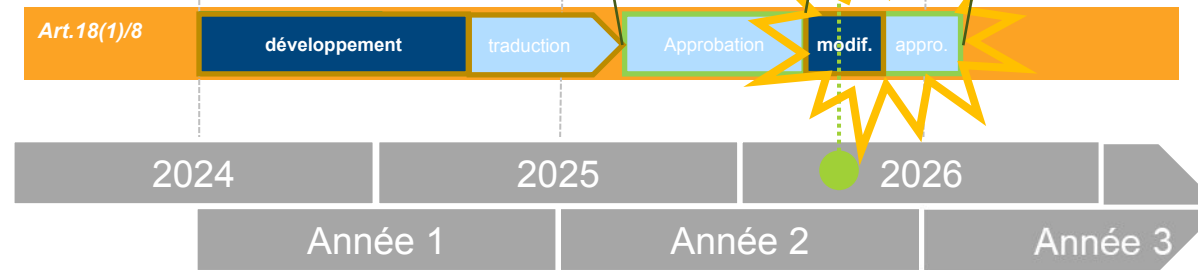 Art.18(1)/8
développement
traduction
Approbation
modif.
appro.
2024
2025
2026
Année 1
Année 2
Année 3